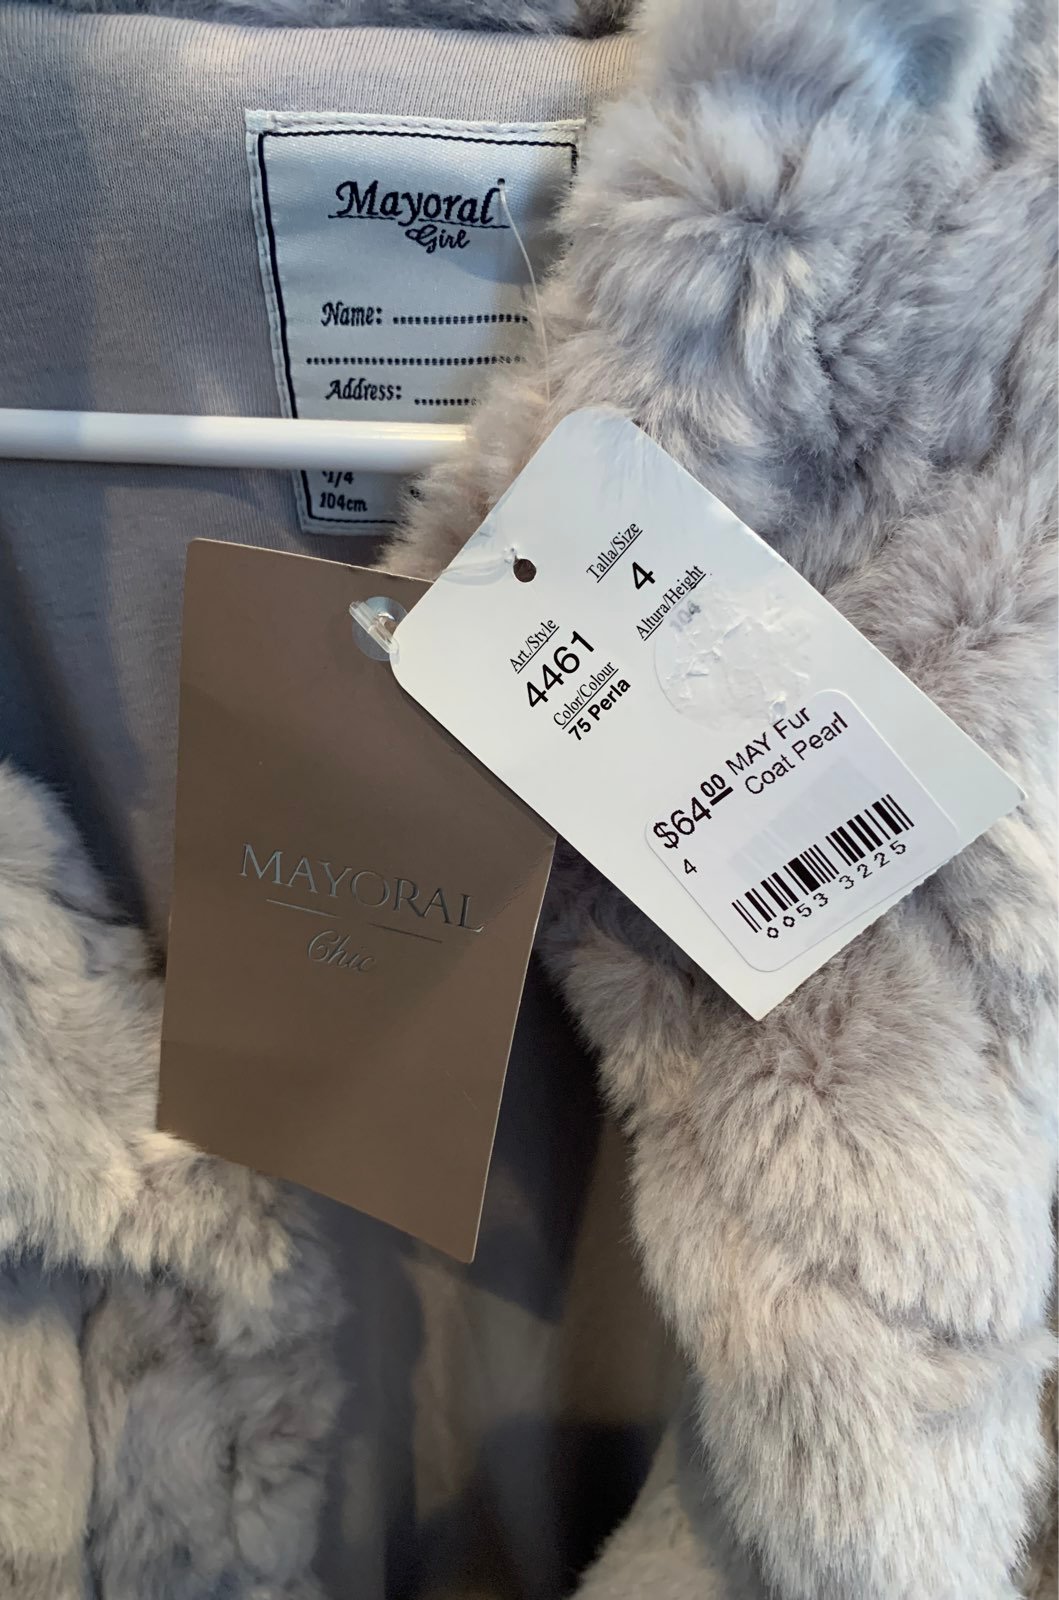 Mayoral
Girl
Name:
Address:
104cm
MAYORAL
Chic
Talla/Size
4
Altura/Height
104
Art./Style
4461
Color/Colour
75 Perla
$64.00 MAY Fur
Coat Pearl
4
0053 3225